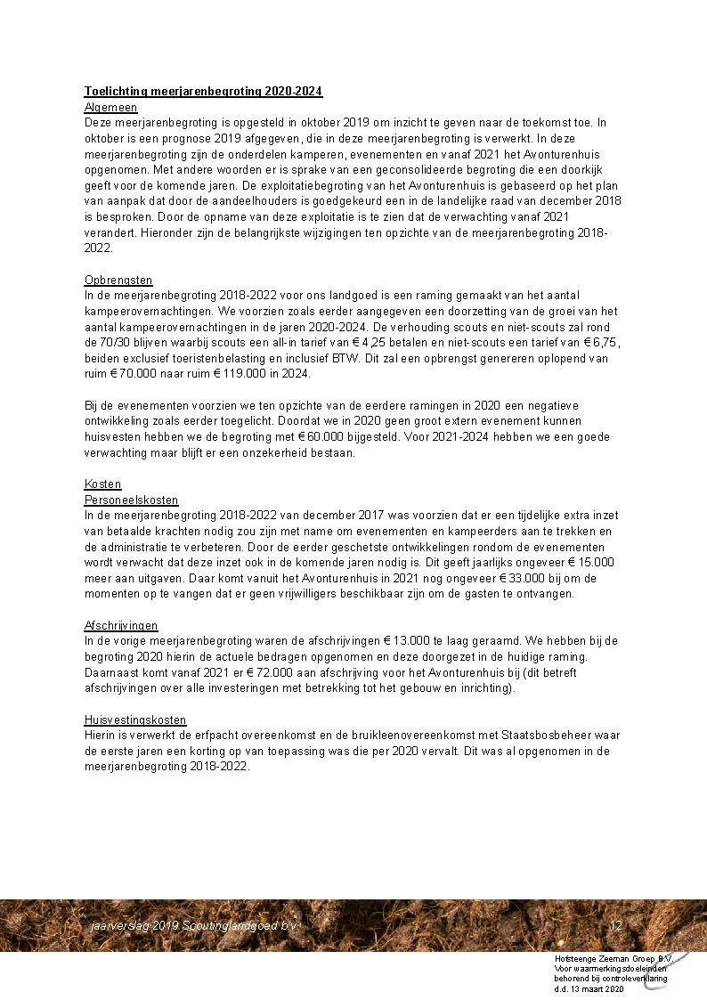 Toelichting meerjarenbegroting 2020-2024
Algemeen
Deze meerjarenbegroting is opgesteld in oktober 2019 om inzicht te geven naar de toekomst toe. In
oktober is een prognose 2019 afgegeven, die in deze meerjarenbegroting is verwerkt. In deze
meerjarenbegroting zijn de onderdelen kamperen, evenementen en vanaf 2021 het Avonturenhuis
opgenomen. Met andere woorden er is sprake van een geconsolideerde begroting die een doorkijk
geeft voor de komende jaren. De exploitatiebegroting van het Avonturenhuis is gebaseerd op het plan
van aanpak dat door de aandeelhouders is goedgekeurd een in de landelijke raad van december 2018
is besproken. Door de opname van deze exploitatie is te zien dat de verwachting vanaf 2021
verandert. Hieronder zijn de belangrijkste wijzigingen ten opzichte van de meerjarenbegroting 2018-
2022.
Opbrengsten
In de meerjarenbegroting 2018-2022 voor ons landgoed is een raming gemaakt van het aantal
kampeerovernachtingen. We voorzien zoals eerder aangegeven een doorzetting van de groei van het
aantal kampeerovernachtingen in de jaren 2020-2024. De verhouding scouts en niet-scouts zal rond
de 70/30 blijven waarbij scouts een all-in tarief van € 4,25 betalen en niet-scouts een tarief van € 6,75,
beiden exclusief toeristenbelasting en inclusief BTW. Dit zal een opbrengst genereren oplopend van
ruim € 70.000 naar ruim € 119.000 in 2024.
Bij de evenementen voorzien we ten opzichte van de eerdere ramingen in 2020 een negatieve
ontwikkeling zoals eerder toegelicht. Doordat we in 2020 geen groot extern evenement kunnen
huisvesten hebben we de begroting met € 60.000 bijgesteld. Voor 2021-2024 hebben we een goede
verwachting maar blijft er een onzekerheid bestaan.
Kosten
Personeelskosten
In de meerjarenbegroting 2018-2022 van december 2017 was voorzien dat er een tijdelijke extra inzet
van betaalde krachten nodig zou zijn met name om evenementen en kampeerders aan te trekken en
de administratie te verbeteren. Door de eerder geschetste ontwikkelingen rondom de evenementen
wordt verwacht dat deze inzet ook in de komende jaren nodig is. Dit geeft jaarlijks ongeveer € 15.000
meer aan uitgaven. Daar komt vanuit het Avonturenhuis in 2021 nog ongeveer € 33.000 bij om de
momenten op te vangen dat er geen vrijwilligers beschikbaar zijn om de gasten te ontvangen.
Afschrijvingen
In de vorige meerjarenbegroting waren de afschrijvingen € 13.000 te laag geraamd. We hebben bij de
begroting 2020 hierin de actuele bedragen opgenomen en deze doorgezet in de huidige raming.
Daarnaast komt vanaf 2021 er € 72.000 aan afschrijving voor het Avonturenhuis bij (dit betreft
afschrijvingen over alle investeringen met betrekking tot het gebouw en inrichting).
Huisvestingskosten
Hierin is verwerkt de erfpacht overeenkomst en de bruikleenovereenkomst met Staatsbosbeheer waar
de eerste jaren een korting op van toepassing was die per 2020 vervalt. Dit was al opgenomen in de
meerjarenbegroting 2018-2022.
jaarverslag 2019 Scoutinglandgoed b.v. 12
Hofsteenge Zeeman Groep B.V.
Voor waarmerkingsdoeleinden
behorend bij controleverklaring
d.d. 13 maart 2020